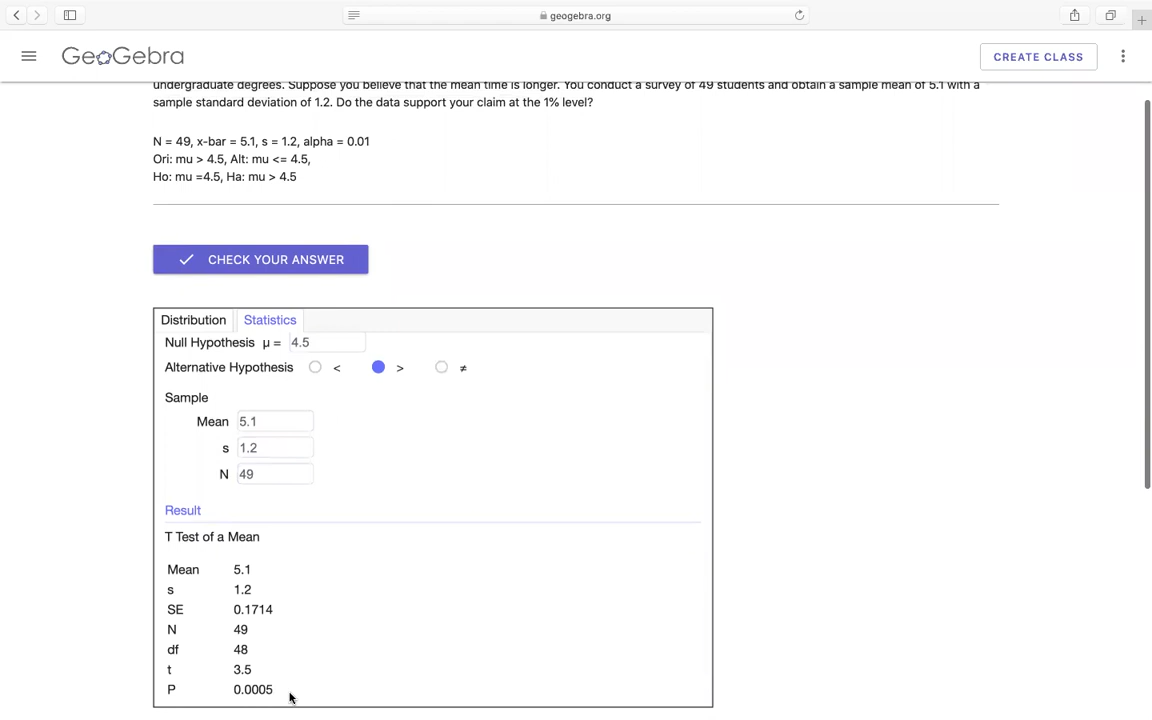 geogebra.org
GeoGebra
CREATE CLASS
undergraduate degrees. Suppose you believe that the mean time is longer. You conduct a survey of 49 students and obtain a sample mean of 5.1 with a
sample standard deviation of 1.2. Do the data support your claim at the 1% level?
N = 49, x-bar = 5.1, s = 1.2, alpha = 0.01
Ori: mu > 4.5, Alt: mu <= 4.5,
Ho: mu =4.5, Ha: mu > 4.5
CHECK YOUR ANSWER
Distribution Statistics
Null Hypothesis μ = 4.5
Alternative Hypothesis < > ≠
Sample
Mean 5.1
s 1.2
N 49
Result
T Test of a Mean
Mean 5.1
s 1.2
SE 0.1714
N 49
df 48
t 3.5
P 0.0005